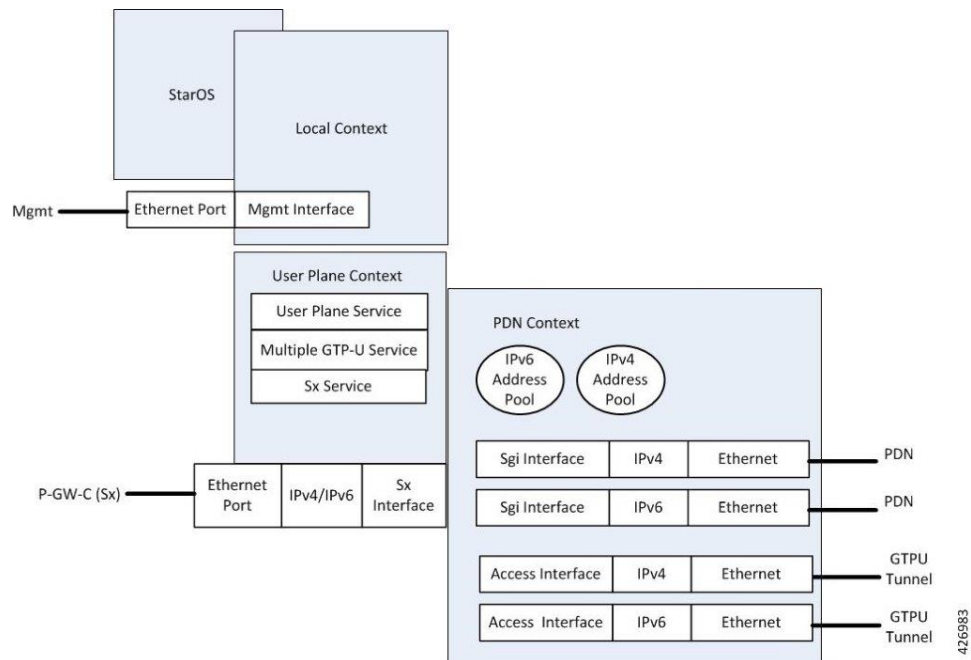 StarOS
Local Context
Mgmt
Ethernet Port
Mgmt Interface
User Plane Context
User Plane Service
Multiple GTP-U Service
Sx Service
P-GW-C (Sx)
Ethernet
Port
IPv4/IPv6
Sx
Interface
PDN Context
IPv6
Address
Pool
IPv4
Address
Pool
Sgi Interface
IPv4
Ethernet
PDN
Sgi Interface
IPv6
Ethernet
PDN
Access Interface
IPv4
Ethernet
GTPU
Tunnel
Access Interface
IPv6
Ethernet
GTPU
Tunnel
426983